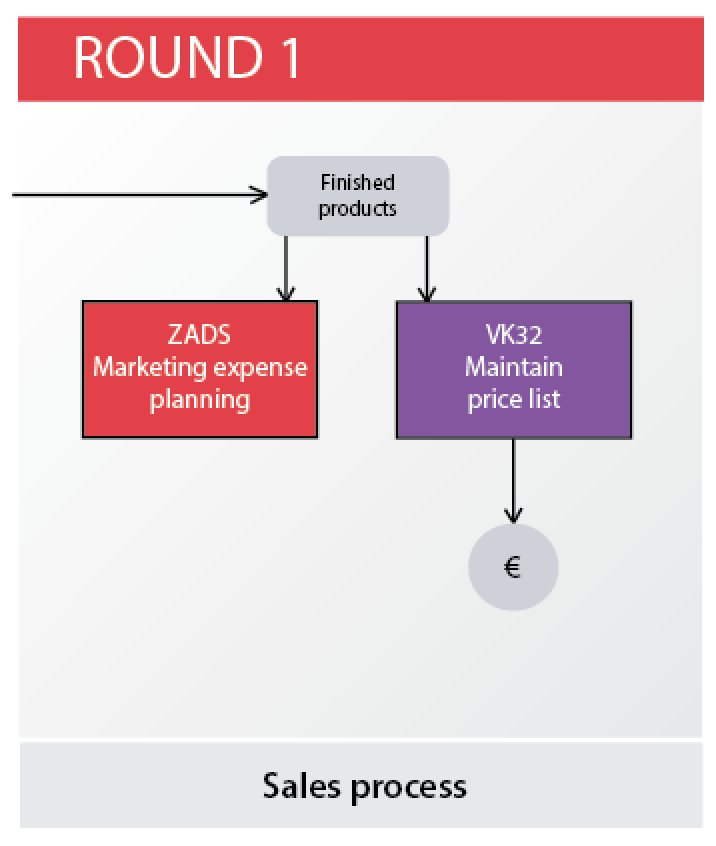 ROUND 1
Finished
products
ZADS
Marketing expense
planning
VK32
Maintain
price list
€
Sales process